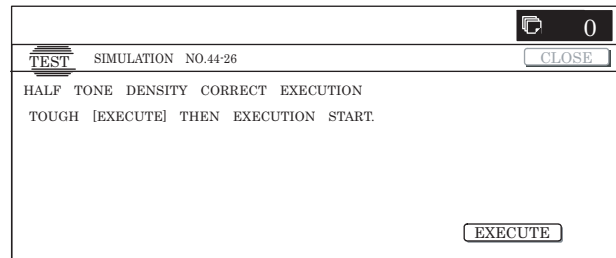 0
TEST SIMULATION NO.44-26 CLOSE
HALF TONE DENSITY CORRECT EXECUTION
TOUGH [EXECUTE] THEN EXECUTION START.
EXECUTE